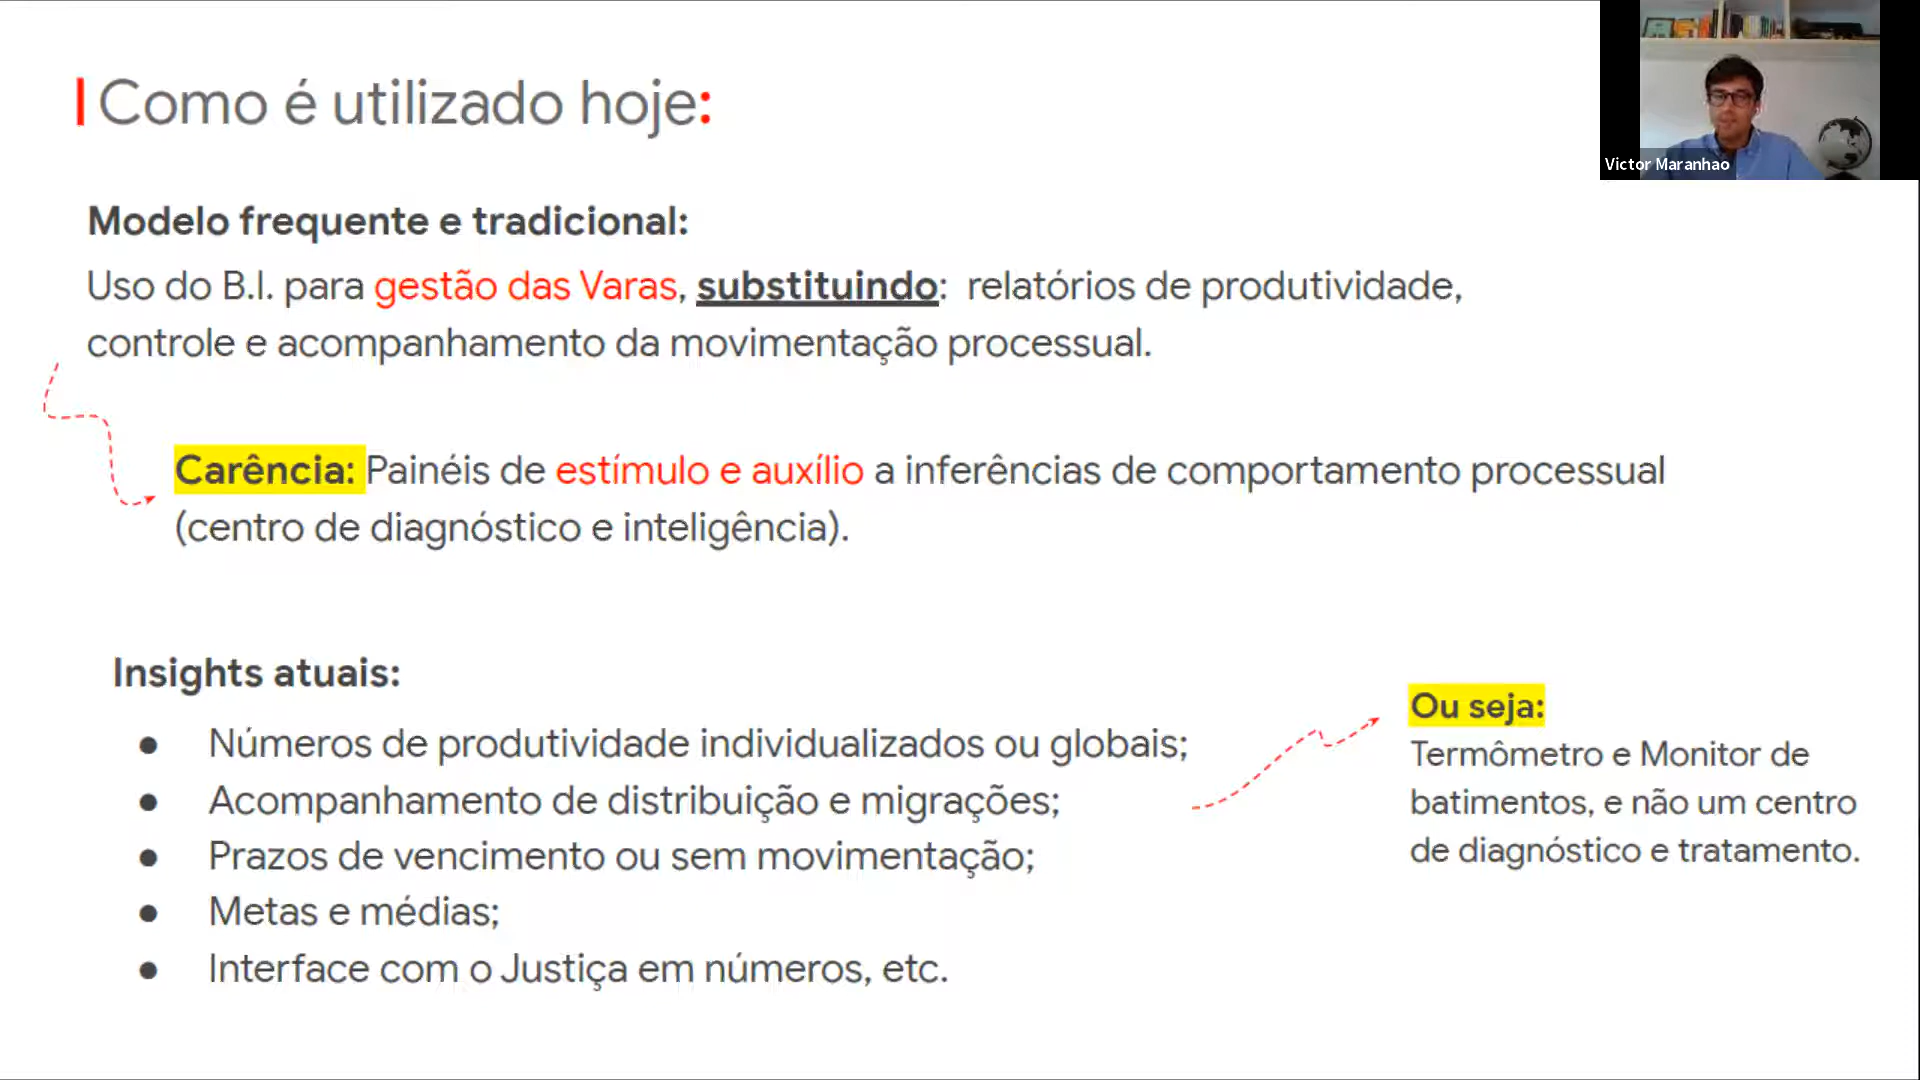 Como é utilizado hoje:
Victor Maranhao
Modelo frequente e tradicional:
Uso do B.I. para gestão das Varas, substituindo: relatórios de produtividade,
controle e acompanhamento da movimentação processual.
Carência: Painéis de estímulo e auxílio a inferências de comportamento processual
(centro de diagnóstico e inteligência).
Insights atuais:
● Números de produtividade individualizados ou globais;
● Acompanhamento de distribuição e migrações;
● Prazos de vencimento ou sem movimentação;
● Metas e médias;
● Interface com o Justiça em números, etc.
Ou seja:
Termômetro e Monitor de
batimentos, e não um centro
de diagnóstico e tratamento.